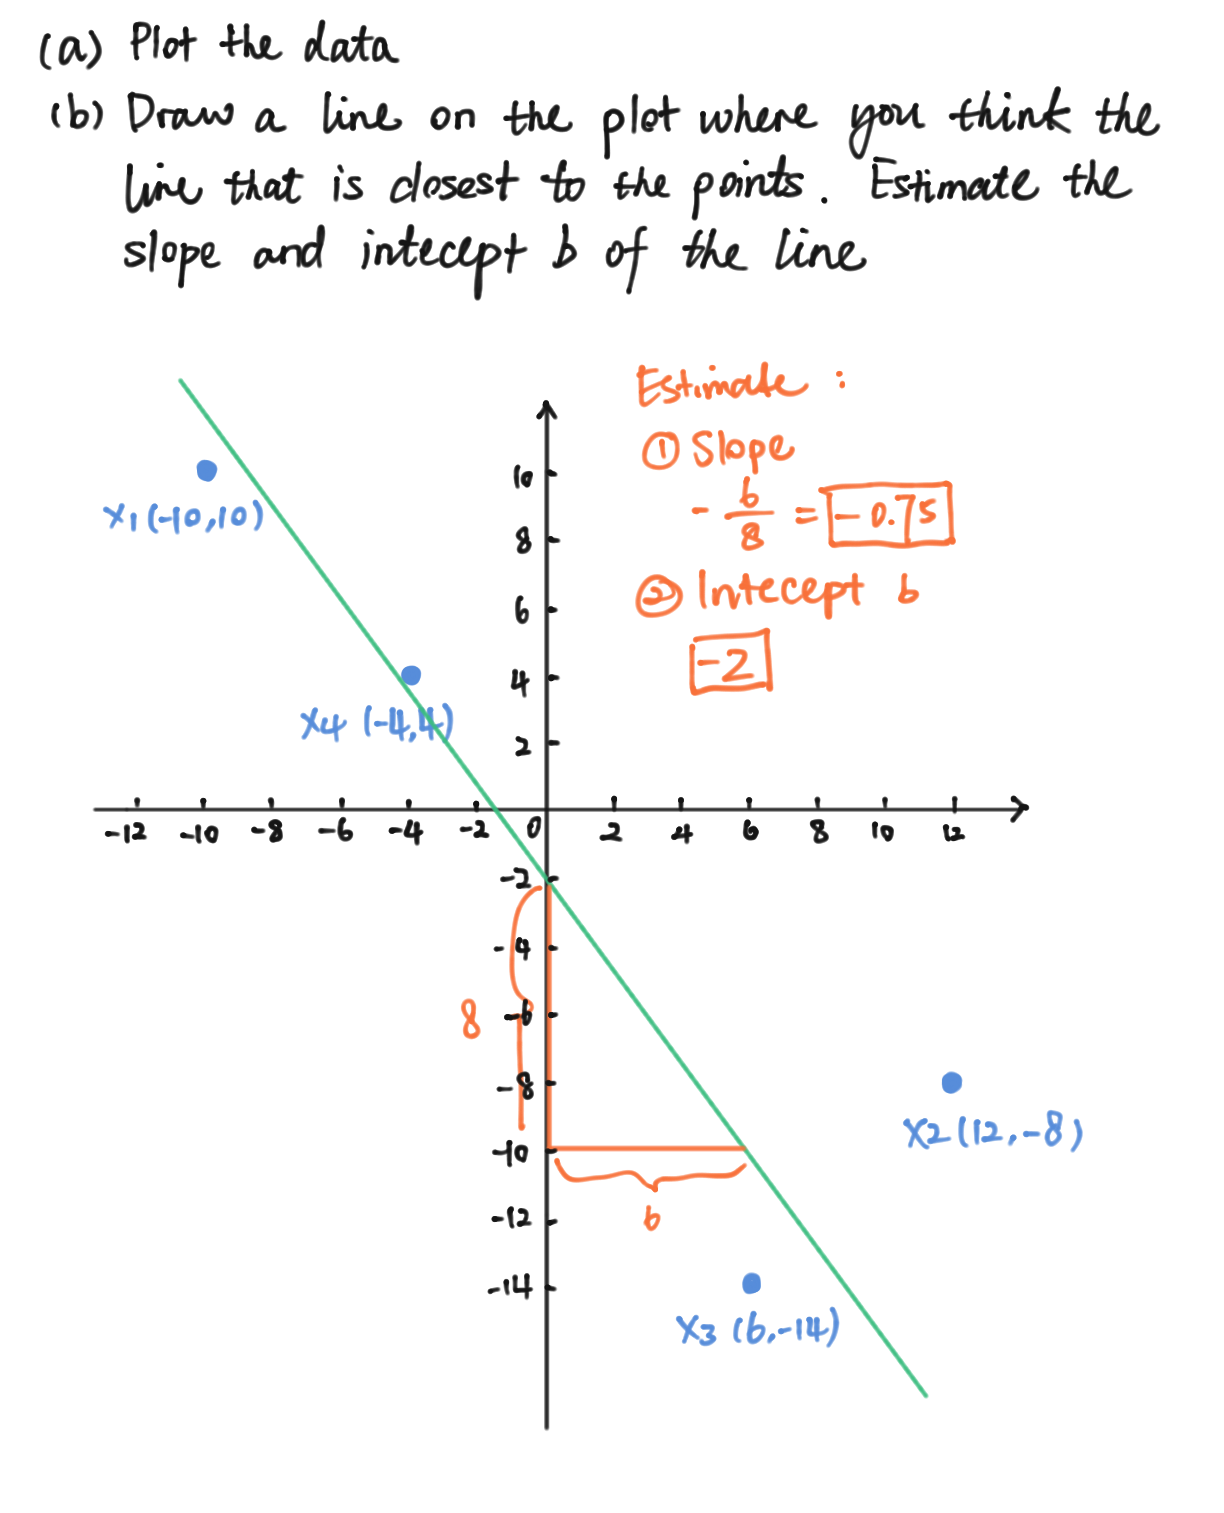 (a) Plot the data
(b) Draw a line on the plot where you think the
line that is closest to the points. Estimate the
slope and intecept b of the line
Estimate :
① Slope
- 6/8 = -0.75
② Intecept b
-2
10
8
6
4
2
X1 (-10,10)
X4 (-4,4)
-12 -10 -8 -6 -4 -2 0 2 4 6 8 10 12
-2
-4
-6
-8
-10
-12
-14
8
6
X2 (12,-8)
X3 (6,-14)